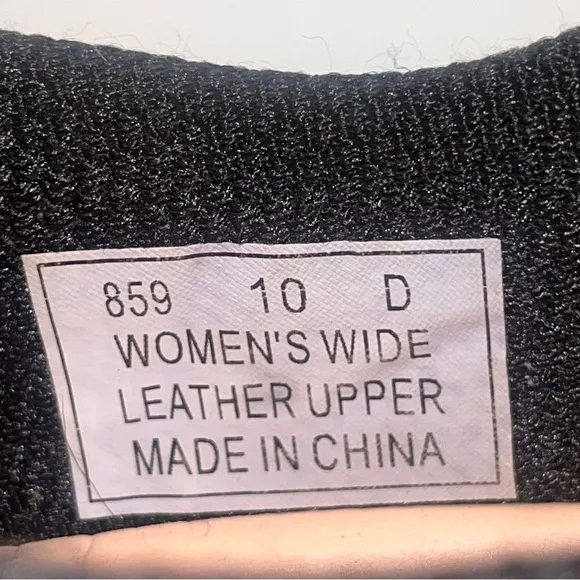 859 10 D
WOMEN'S WIDE
LEATHER UPPER
MADE IN CHINA